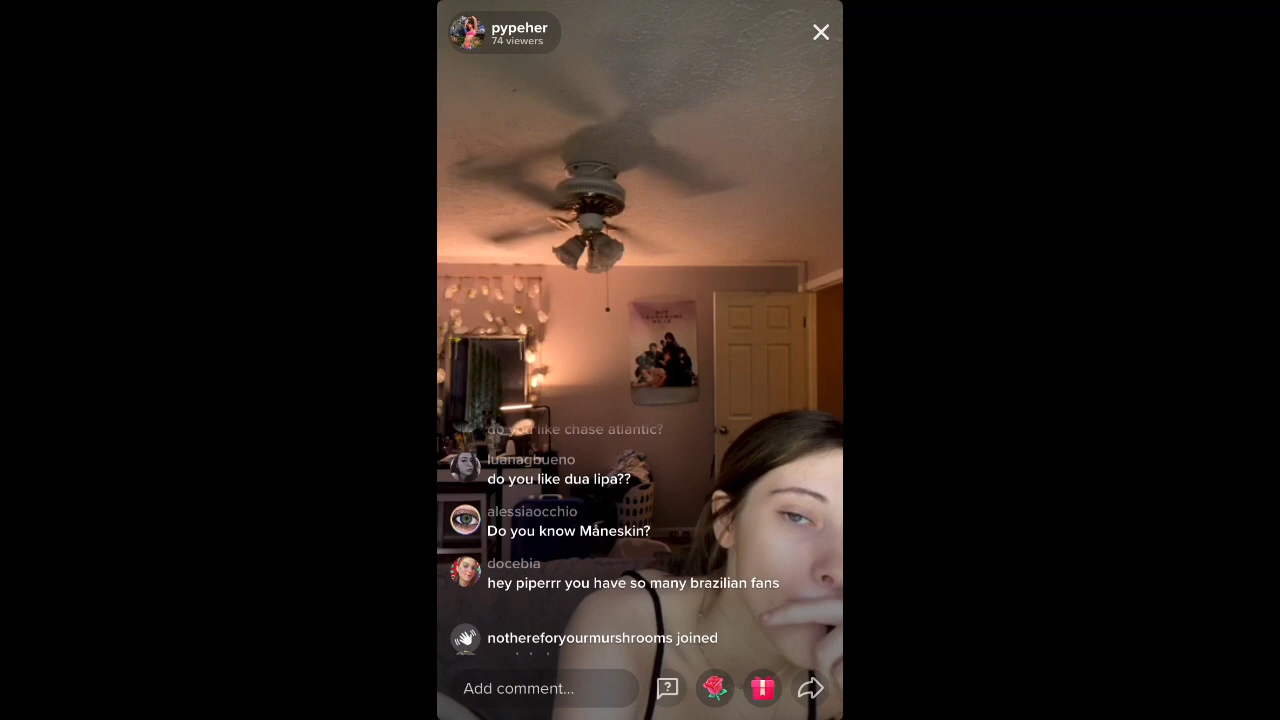 pypeher
74 viewers
do you like chase atlantic?
luanagbueno
do you like dua lipa??
alessiaocchio
Do you know Måneskin?
docebia
hey piperrr you have so many brazilian fans
nothereforyourmurshrooms joined
Add comment...